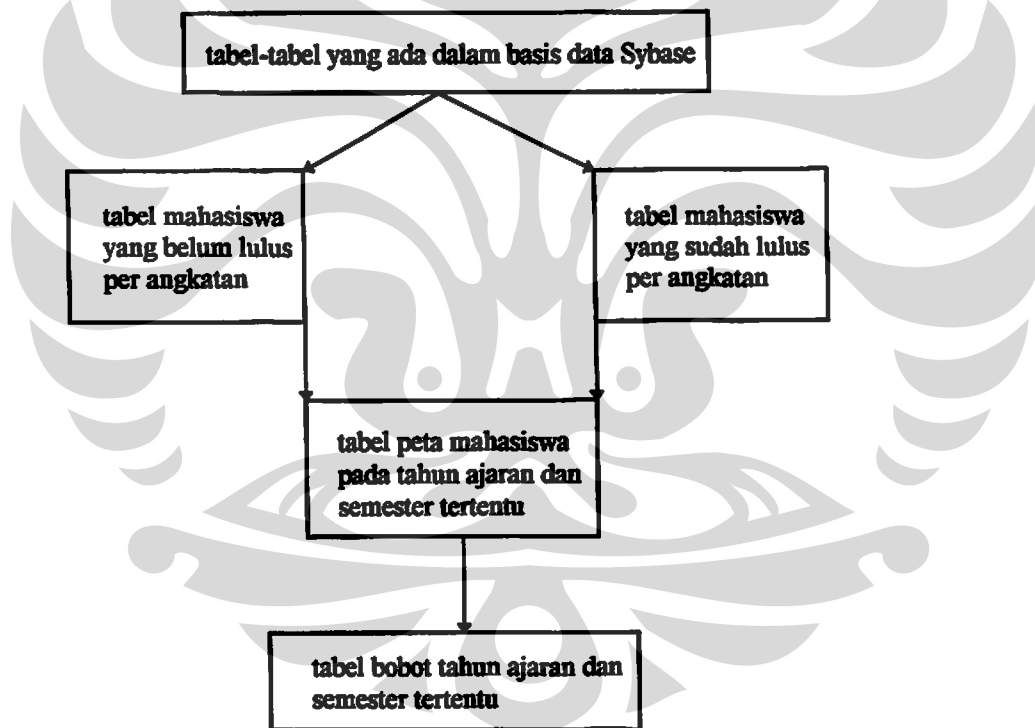 tabel-tabel yang ada dalam basis data Sybase
tabel mahasiswa
yang belum lulus
per angkatan
tabel mahasiswa
yang sudah lulus
per angkatan
tabel peta mahasiswa
pada tahun ajaran dan
semester tertentu
tabel bobot tahun ajaran dan
semester tertentu